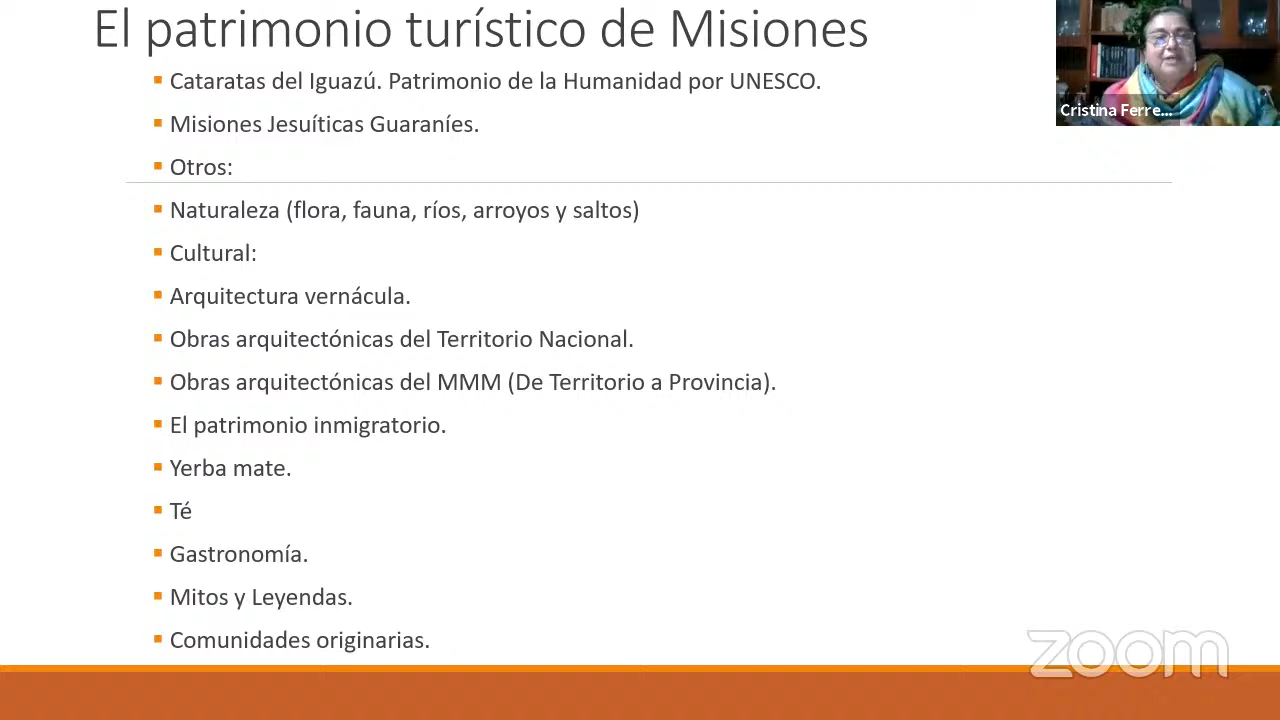 El patrimonio turístico de Misiones
Cataratas del Iguazú. Patrimonio de la Humanidad por UNESCO.
Misiones Jesuíticas Guaraníes.
Otros:
Naturaleza (flora, fauna, ríos, arroyos y saltos)
Cultural:
Arquitectura vernácula.
Obras arquitectónicas del Territorio Nacional.
Obras arquitectónicas del MMM (De Territorio a Provincia).
El patrimonio inmigratorio.
Yerba mate.
Té
Gastronomía.
Mitos y Leyendas.
Comunidades originarias.
Cristina Ferre...
zoom